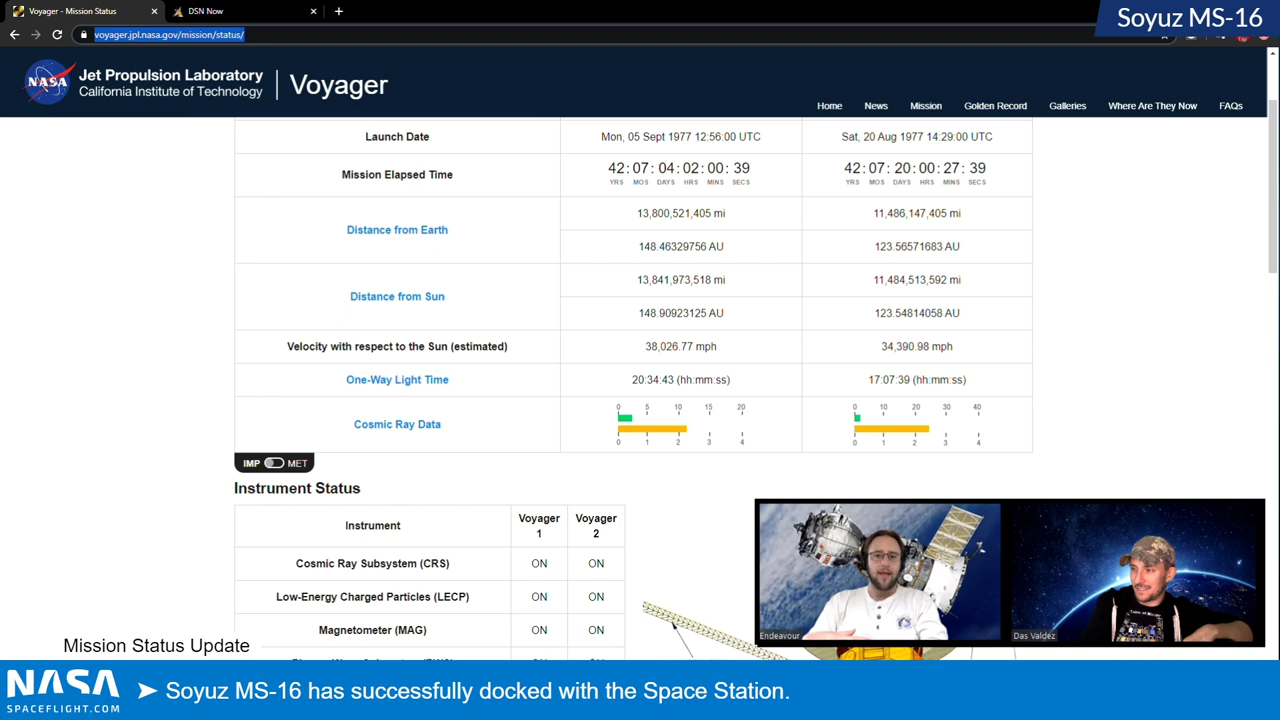 Voyager - Mission Status
DSN Now
voyager.jpl.nasa.gov/mission/status/
Soyuz MS-16
NASA
Jet Propulsion Laboratory
California Institute of Technology
Voyager
Home News Mission Golden Record Galleries Where Are They Now FAQs
Launch Date Mon, 05 Sept 1977 12:56:00 UTC Sat, 20 Aug 1977 14:29:00 UTC
Mission Elapsed Time 42:07:04:02:00:39 42:07:20:00:27:39
YRS MOS DAYS HRS MINS SECS YRS MOS DAYS HRS MINS SECS
Distance from Earth 13,800,521,405 mi 11,486,147,405 mi
148.46329756 AU 123.56571683 AU
Distance from Sun 13,841,973,518 mi 11,484,513,592 mi
148.90923125 AU 123.54814058 AU
Velocity with respect to the Sun (estimated) 38,026.77 mph 34,390.98 mph
One-Way Light Time 20:34:43 (hh:mm:ss) 17:07:39 (hh:mm:ss)
Cosmic Ray Data
0 5 10 15 20 0 10 20 30 40
0 1 2 3 4 0 1 2 3 4
IMP MET
Instrument Status
Instrument Voyager 1 Voyager 2
Cosmic Ray Subsystem (CRS) ON ON
Low-Energy Charged Particles (LECP) ON ON
Magnetometer (MAG) ON ON
Endeavour
Das Valdez
Mission Status Update
NASA
SPACEFLIGHT.COM
Soyuz MS-16 has successfully docked with the Space Station.